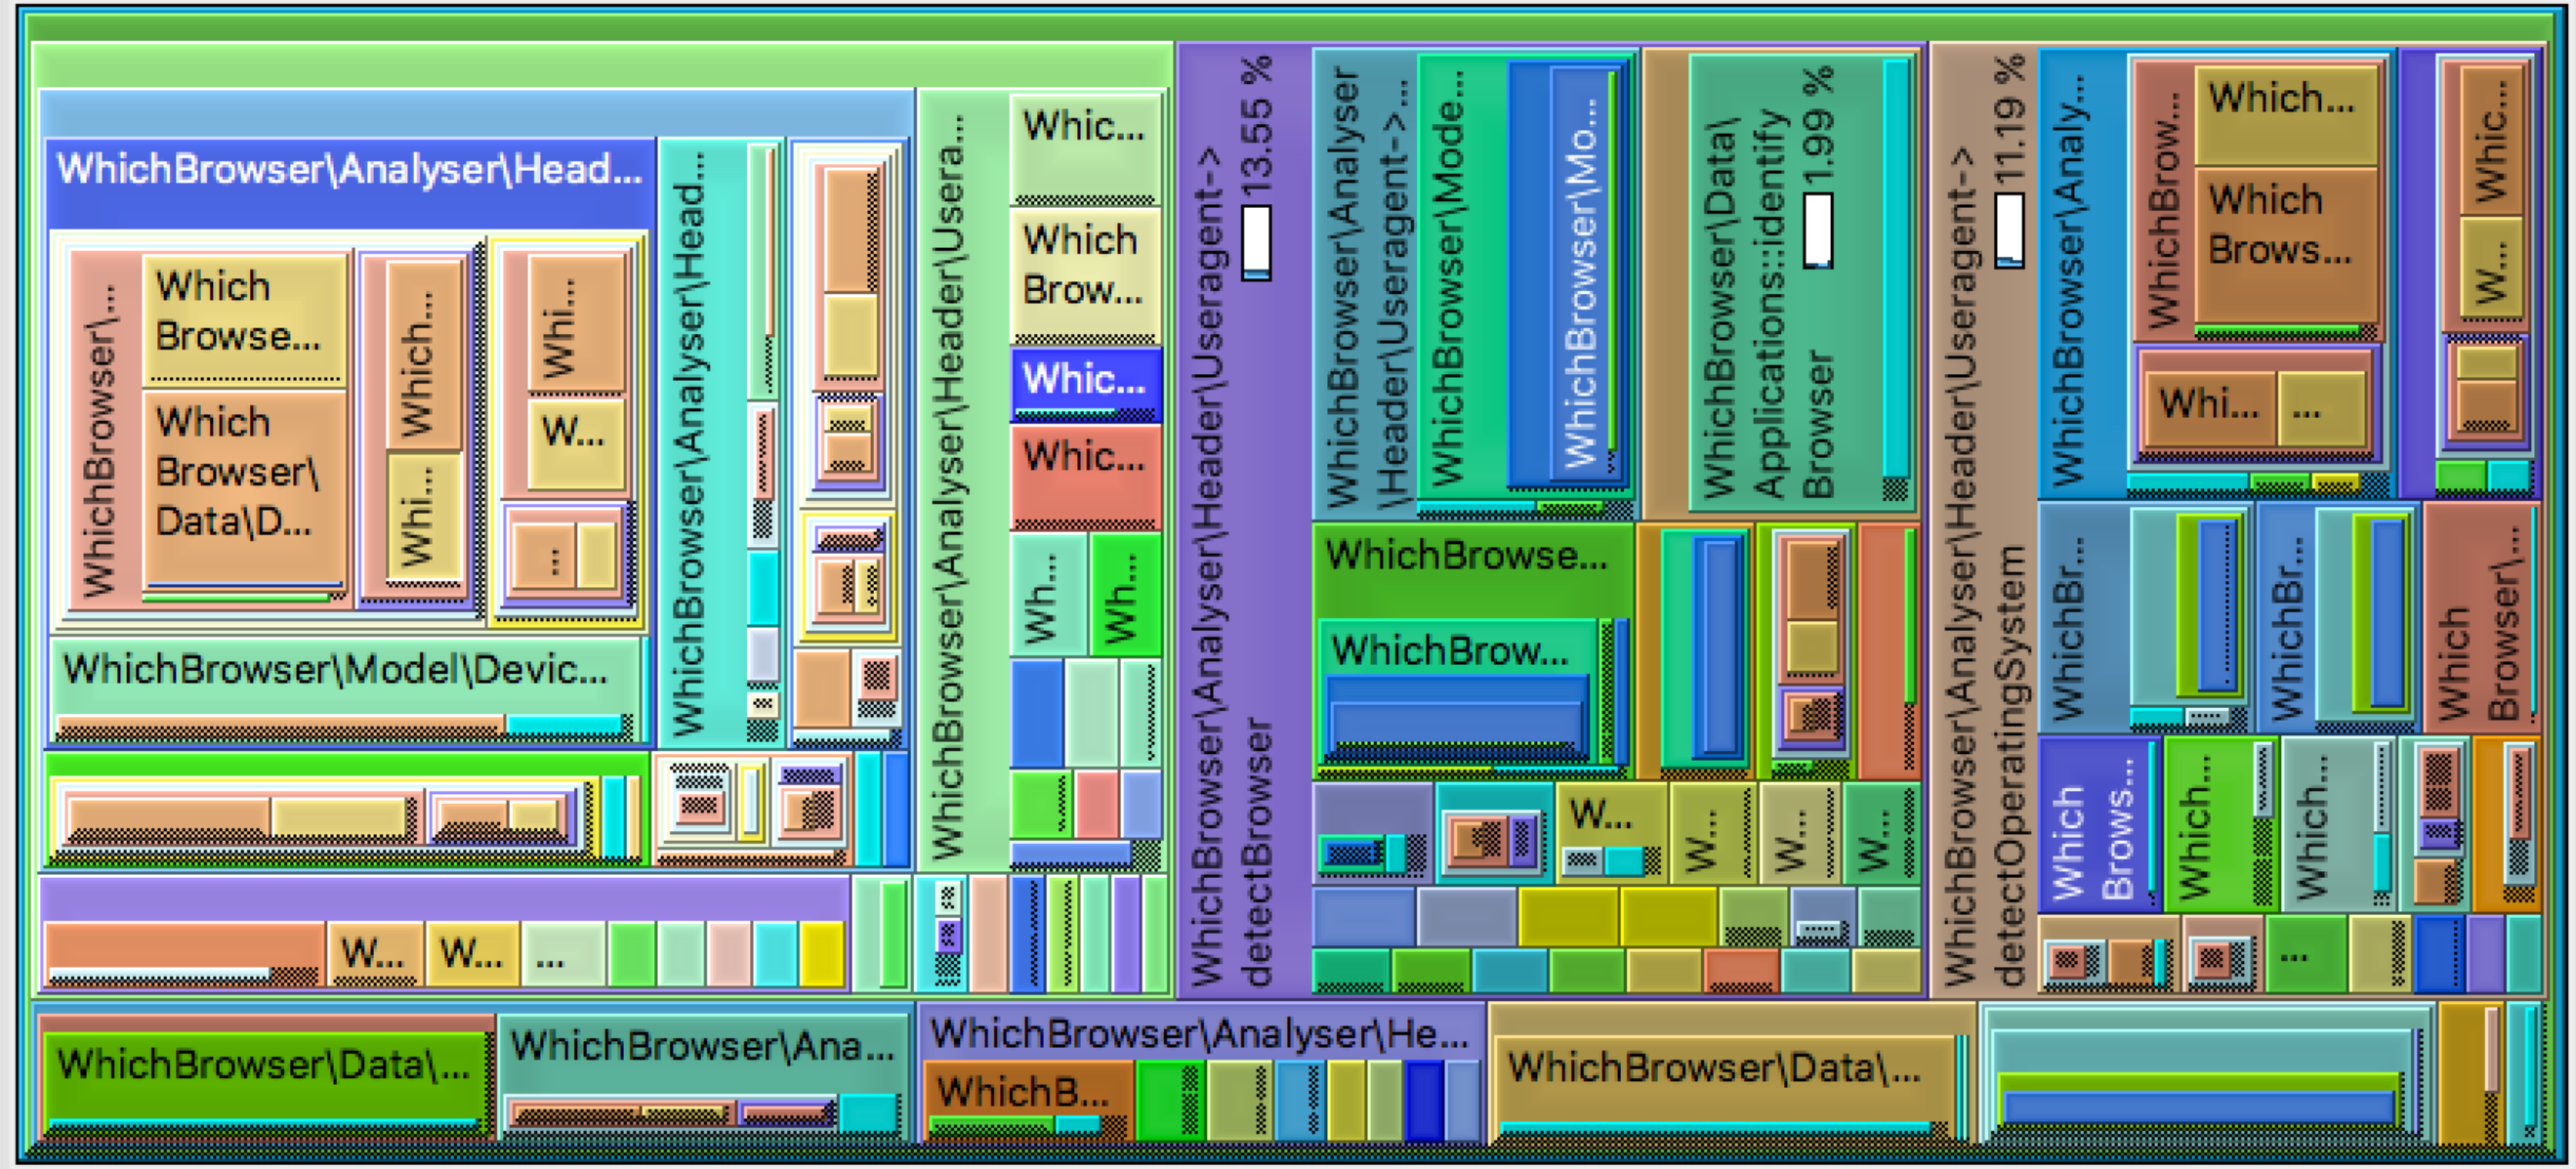 WhichBrowser\Analyser\Head...
WhichBrowser\...
Which
Browse...
Which
Browser\
Data\D...
Which...
Whi...
Whi...
W...
...
WhichBrowser\Model\Devic...
WhichBrowser\Analyser\Head...
W...
W...
...
WhichBrowser\Analyser\Header\Usera...
Whic...
Which
Brow...
Whic...
Whic...
Wh...
Wh...
WhichBrowser\Analyser\Header\Useragent->
detectBrowser
13.55 %
WhichBrowser\Analyser
\Header\Useragent->...
WhichBrowser\Mode...
WhichBrowser\Mo...
WhichBrowser\Data\
Applications::identify
Browser
1.99 %
WhichBrowse...
WhichBrow...
W...
W...
W...
W...
WhichBrowser\Analyser\Header\Useragent->
detectOperatingSystem
11.19 %
WhichBrowser\Analy...
WhichBrow...
Which...
Which
Brows...
Whi...
...
Whic...
W...
WhichBr...
WhichBr...
Which
Browser\...
Which
Brows...
Which...
Which...
...
WhichBrowser\Data\...
WhichBrowser\Ana...
WhichBrowser\Analyser\He...
WhichB...
WhichBrowser\Data\...